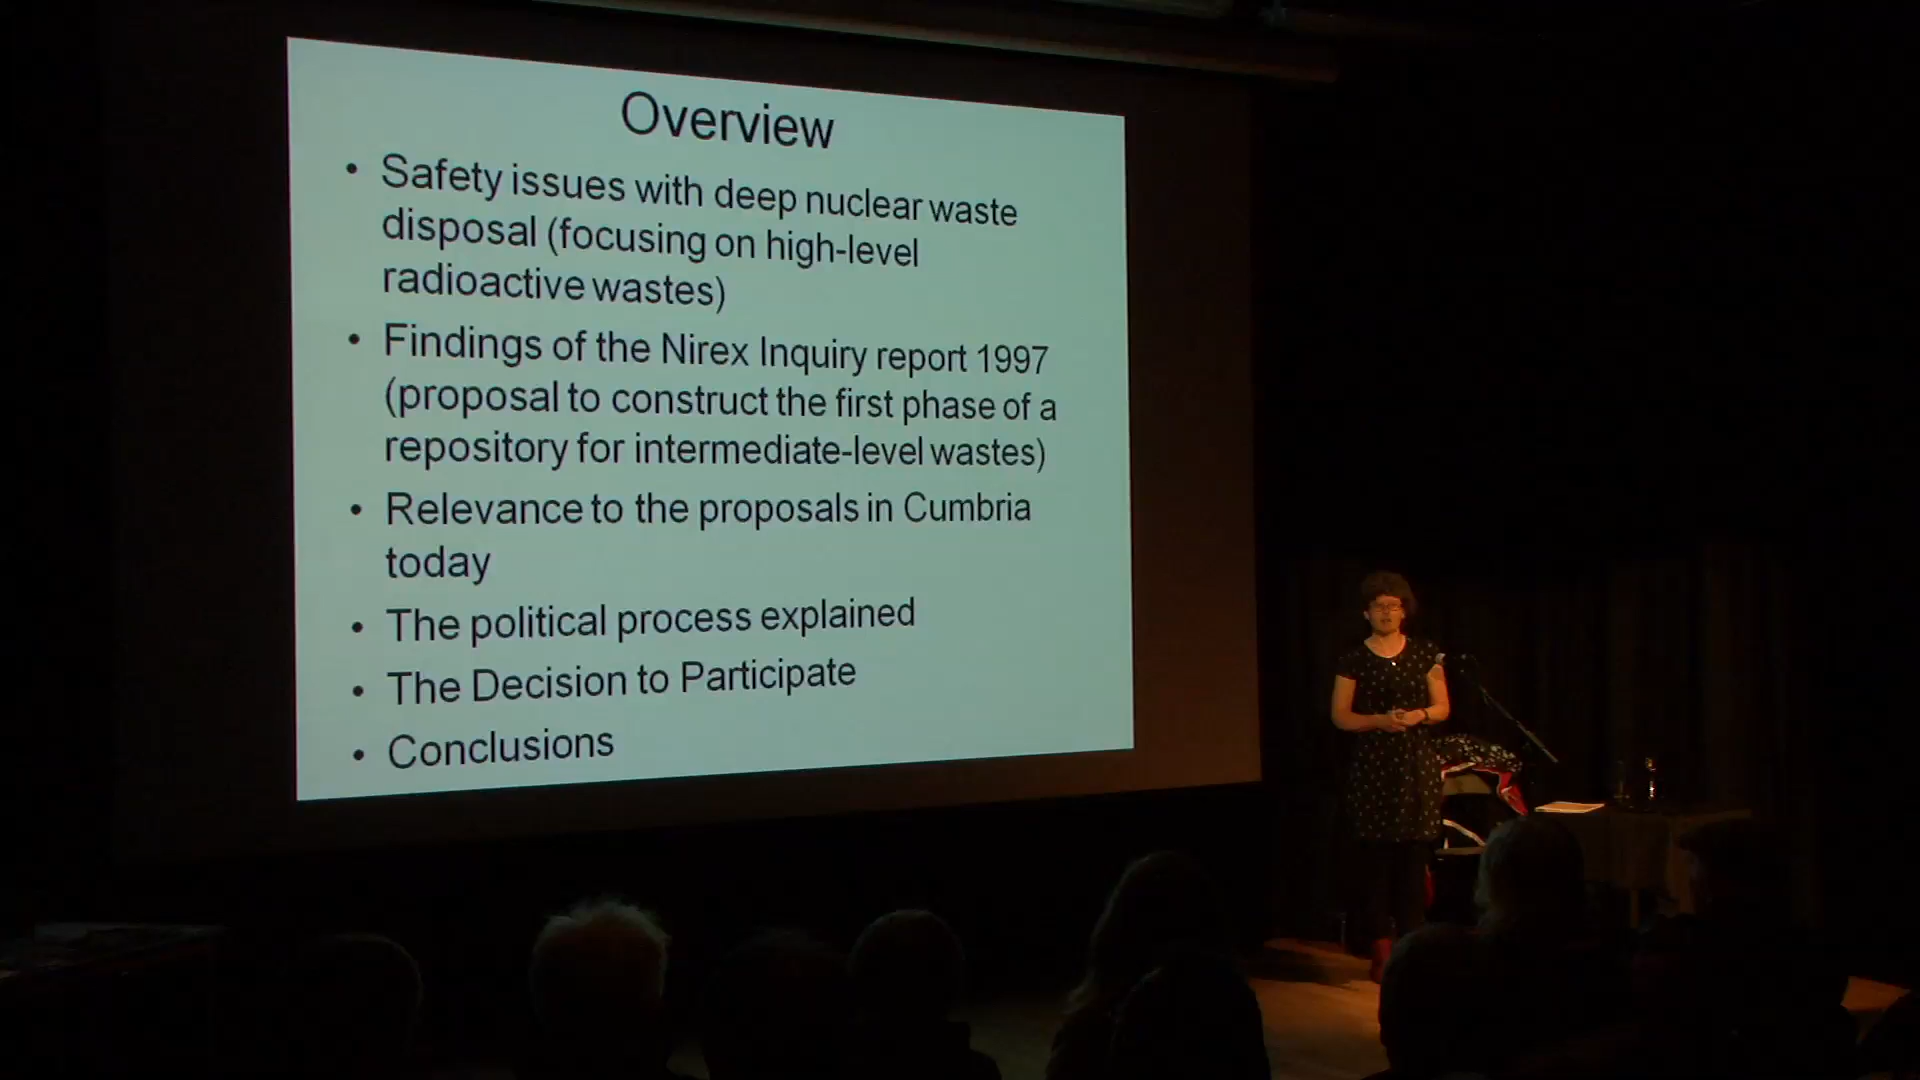 Overview
• Safety issues with deep nuclear waste
disposal (focusing on high-level
radioactive wastes)
• Findings of the Nirex Inquiry report 1997
(proposal to construct the first phase of a
repository for intermediate-level wastes)
• Relevance to the proposals in Cumbria
today
• The political process explained
• The Decision to Participate
• Conclusions